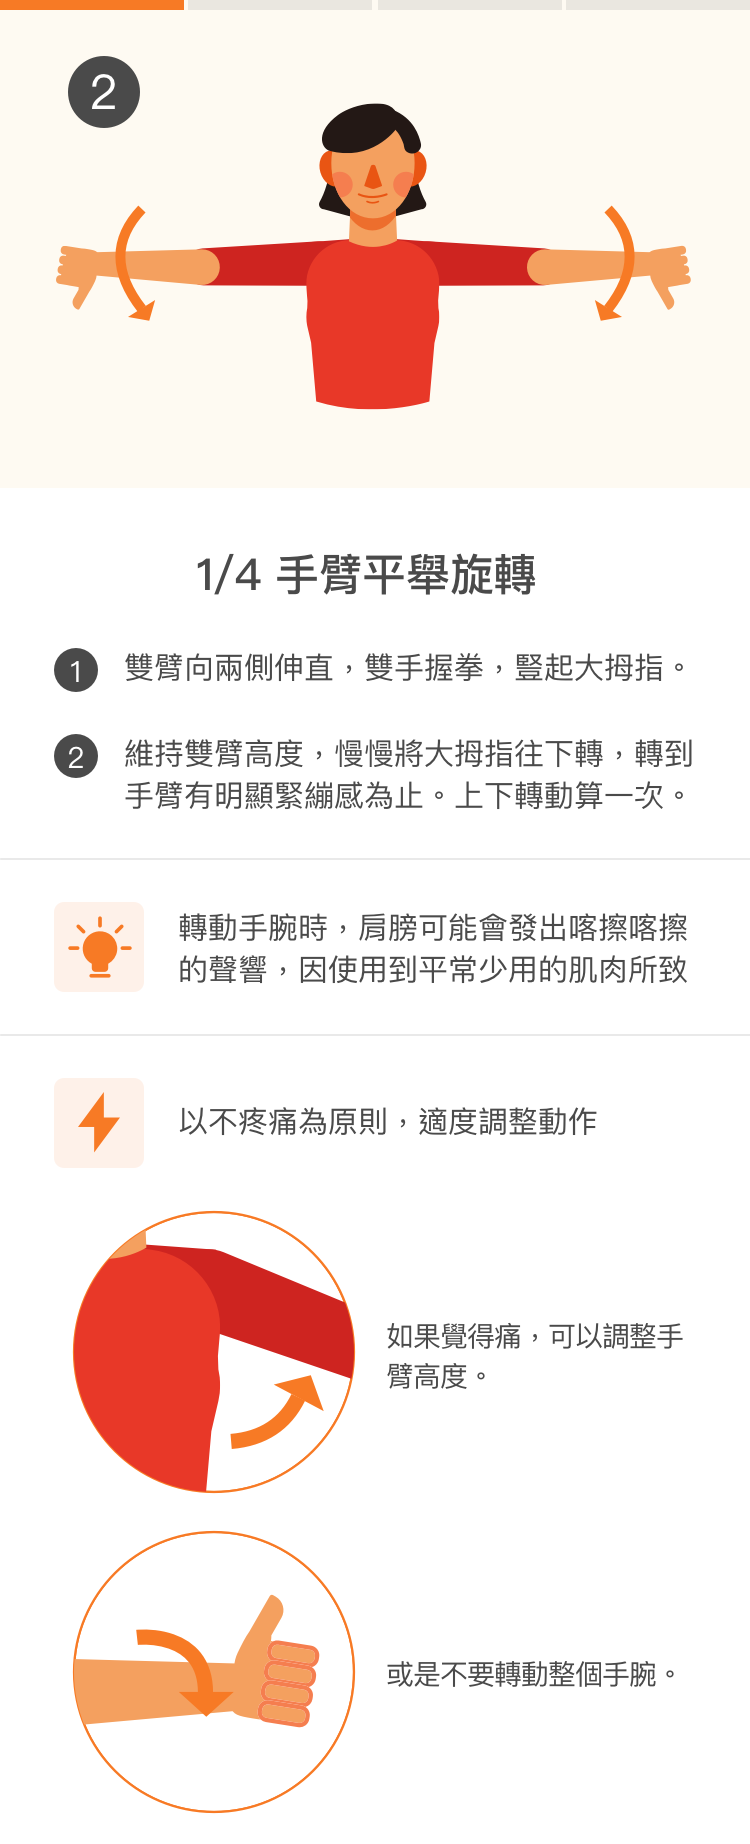 2
1/4 手臂平舉旋轉
1 雙臂向兩側伸直，雙手握拳，豎起大拇指。
2 維持雙臂高度，慢慢將大拇指往下轉，轉到
手臂有明顯緊繃感為止。上下轉動算一次。
轉動手腕時，肩膀可能會發出喀擦喀擦
的聲響，因使用到平常少用的肌肉所致
以不疼痛為原則，適度調整動作
如果覺得痛，可以調整手
臂高度。
或是不要轉動整個手腕。